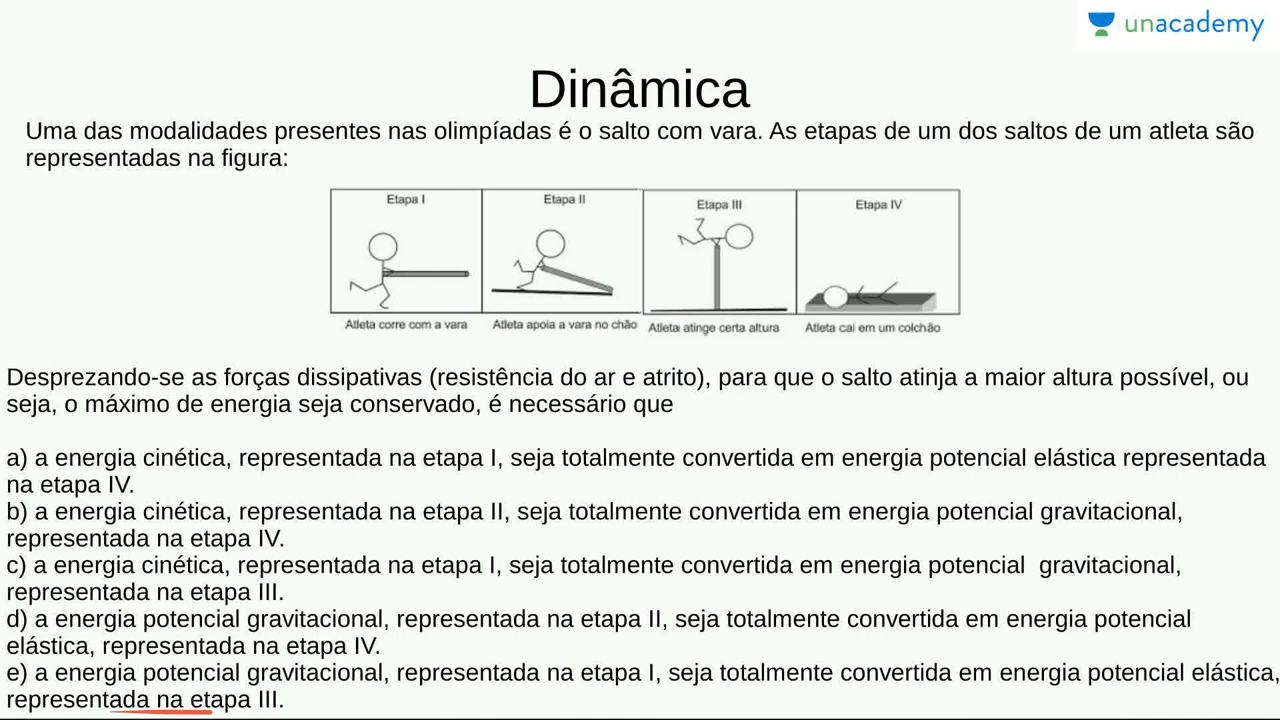 unacademy
Dinâmica
Uma das modalidades presentes nas olimpíadas é o salto com vara. As etapas de um dos saltos de um atleta são
representadas na figura:
Etapa I
Etapa II
Etapa III
Etapa IV
Atleta corre com a vara
Atleta apoia a vara no chão
Atleta atinge certa altura
Atleta cai em um colchão
Desprezando-se as forças dissipativas (resistência do ar e atrito), para que o salto atinja a maior altura possível, ou
seja, o máximo de energia seja conservado, é necessário que
a) a energia cinética, representada na etapa I, seja totalmente convertida em energia potencial elástica representada
na etapa IV.
b) a energia cinética, representada na etapa II, seja totalmente convertida em energia potencial gravitacional,
representada na etapa IV.
c) a energia cinética, representada na etapa I, seja totalmente convertida em energia potencial  gravitacional,
representada na etapa III.
d) a energia potencial gravitacional, representada na etapa II, seja totalmente convertida em energia potencial
elástica, representada na etapa IV.
e) a energia potencial gravitacional, representada na etapa I, seja totalmente convertida em energia potencial elástica,
representada na etapa III.